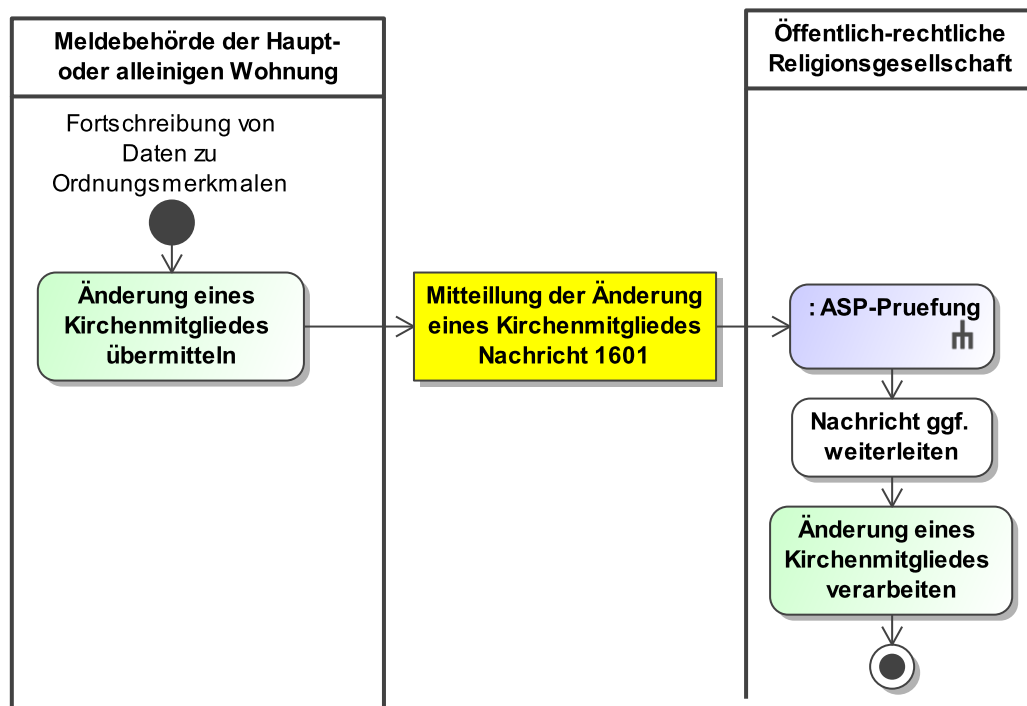 Meldebehörde der Haupt-
oder alleinigen Wohnung
Fortschreibung von
Daten zu
Ordnungsmerkmalen
Änderung eines
Kirchenmitgliedes
übermitteln
Mitteillung der Änderung
eines Kirchenmitgliedes
Nachricht 1601
Öffentlich-rechtliche
Religionsgesellschaft
: ASP-Pruefung
Nachricht ggf.
weiterleiten
Änderung eines
Kirchenmitgliedes
verarbeiten